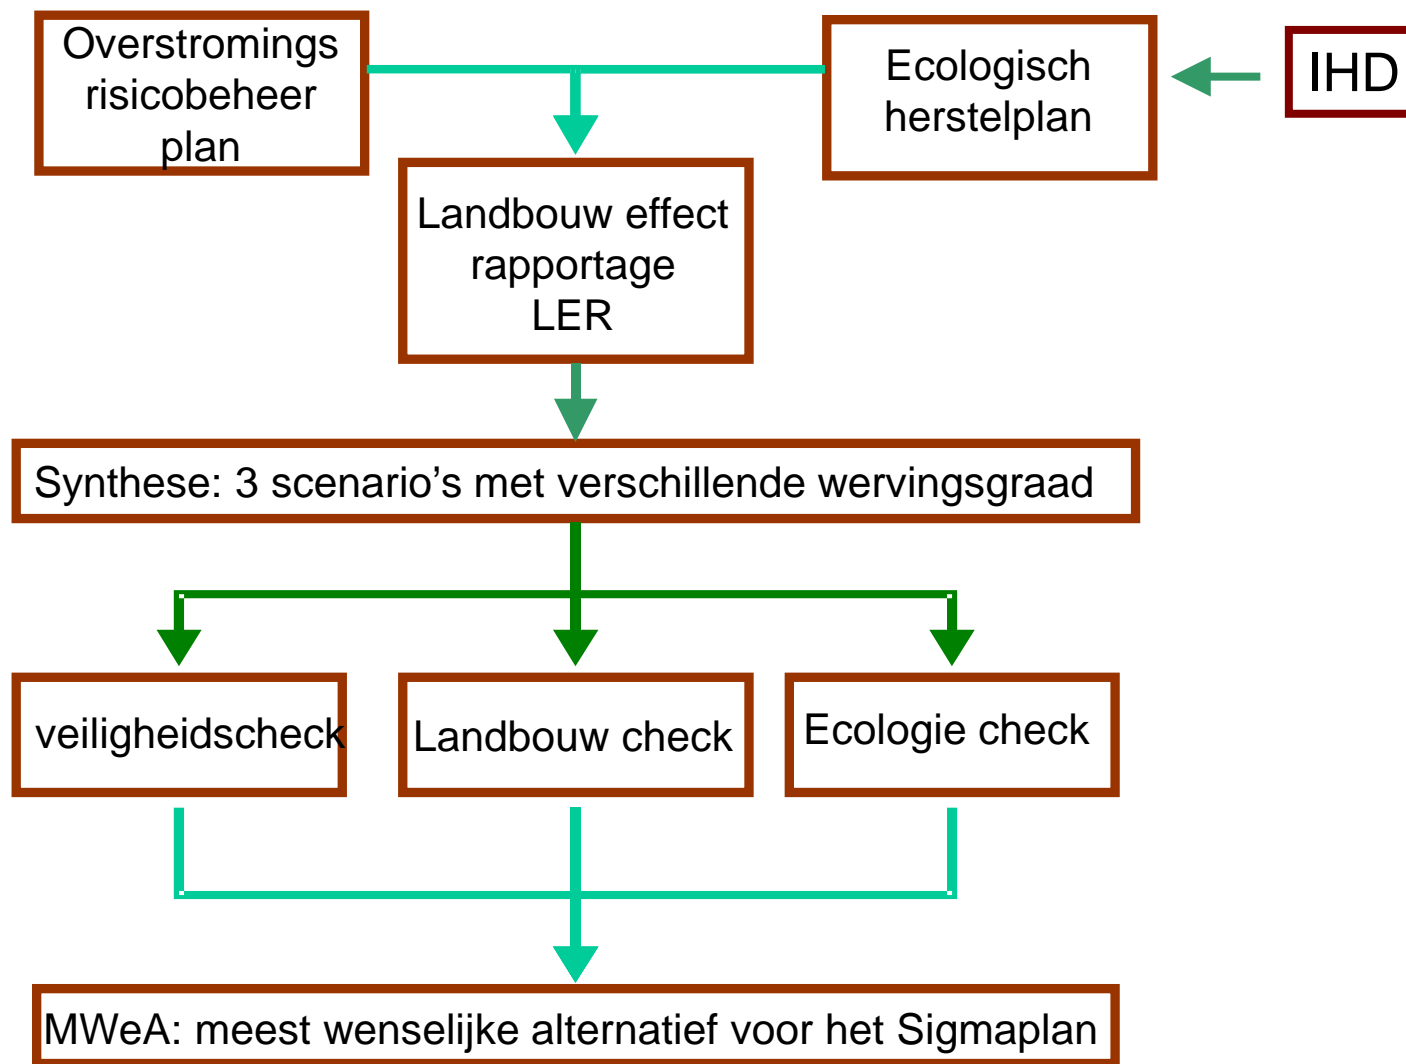 Overstromings
risicobeheer
plan
Ecologisch
herstelplan
IHD
Landbouw effect
rapportage
LER
Synthese: 3 scenario’s met verschillende wervingsgraad
veiligheidscheck
Landbouw check
Ecologie check
MWeA: meest wenselijke alternatief voor het Sigmaplan